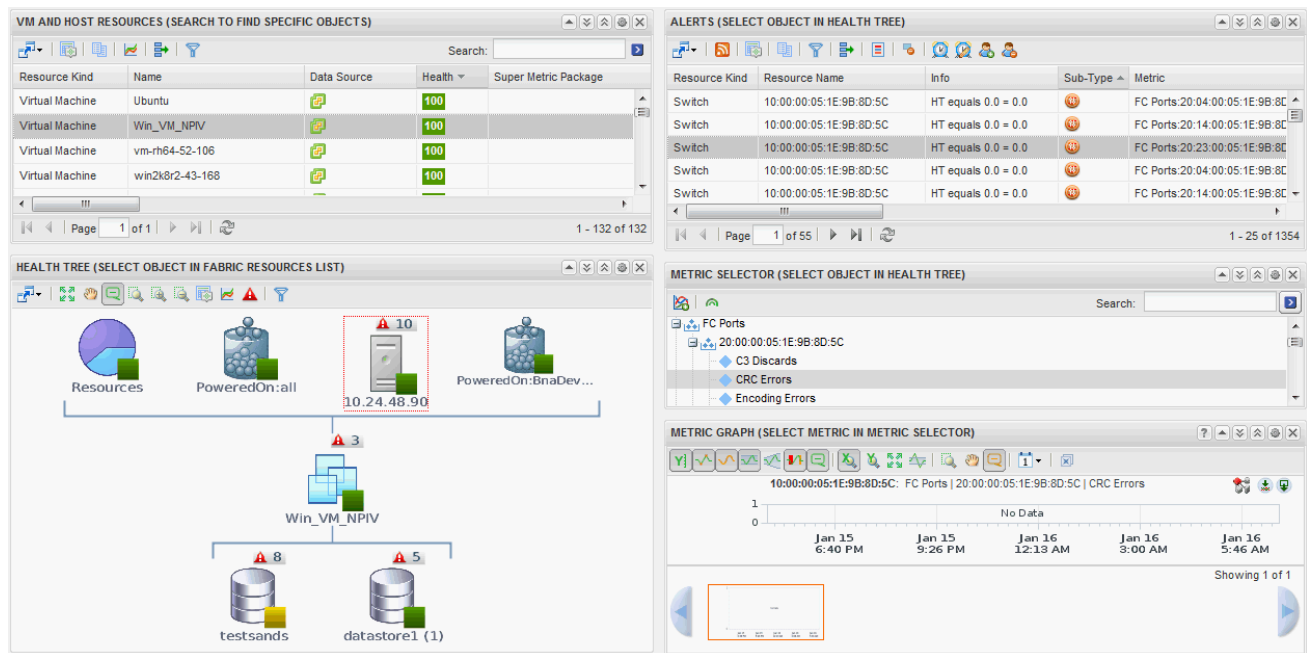 VM AND HOST RESOURCES (SEARCH TO FIND SPECIFIC OBJECTS)
Search:
Resource Kind Name Data Source Health Super Metric Package
Virtual Machine Ubuntu 100
Virtual Machine Win_VM_NPIV 100
Virtual Machine vm-rh64-52-106 100
Virtual Machine win2k8r2-43-168 100
Page 1 of 1 1 - 132 of 132
HEALTH TREE (SELECT OBJECT IN FABRIC RESOURCES LIST)
10
Resources PoweredOn:all 10.24.48.90 PoweredOn:BnaDev...
3
Win_VM_NPIV
8 5
testsands datastore1 (1)
ALERTS (SELECT OBJECT IN HEALTH TREE)
Resource Kind Resource Name Info Sub-Type Metric
Switch 10:00:00:05:1E:9B:8D:5C HT equals 0.0 = 0.0 FC Ports:20:04:00:05:1E:9B:8D
Switch 10:00:00:05:1E:9B:8D:5C HT equals 0.0 = 0.0 FC Ports:20:14:00:05:1E:9B:8D
Switch 10:00:00:05:1E:9B:8D:5C HT equals 0.0 = 0.0 FC Ports:20:23:00:05:1E:9B:8D
Switch 10:00:00:05:1E:9B:8D:5C HT equals 0.0 = 0.0 FC Ports:20:04:00:05:1E:9B:8D
Switch 10:00:00:05:1E:9B:8D:5C HT equals 0.0 = 0.0 FC Ports:20:14:00:05:1E:9B:8D
Page 1 of 55 1 - 25 of 1354
METRIC SELECTOR (SELECT OBJECT IN HEALTH TREE)
Search:
FC Ports
20:00:00:05:1E:9B:8D:5C
C3 Discards
CRC Errors
Encoding Errors
METRIC GRAPH (SELECT METRIC IN METRIC SELECTOR)
10:00:00:05:1E:9B:8D:5C: FC Ports | 20:00:00:05:1E:9B:8D:5C | CRC Errors
1
No Data
0
Jan 15 Jan 15 Jan 16 Jan 16 Jan 16
6:40 PM 9:26 PM 12:13 AM 3:00 AM 5:46 AM
Showing 1 of 1